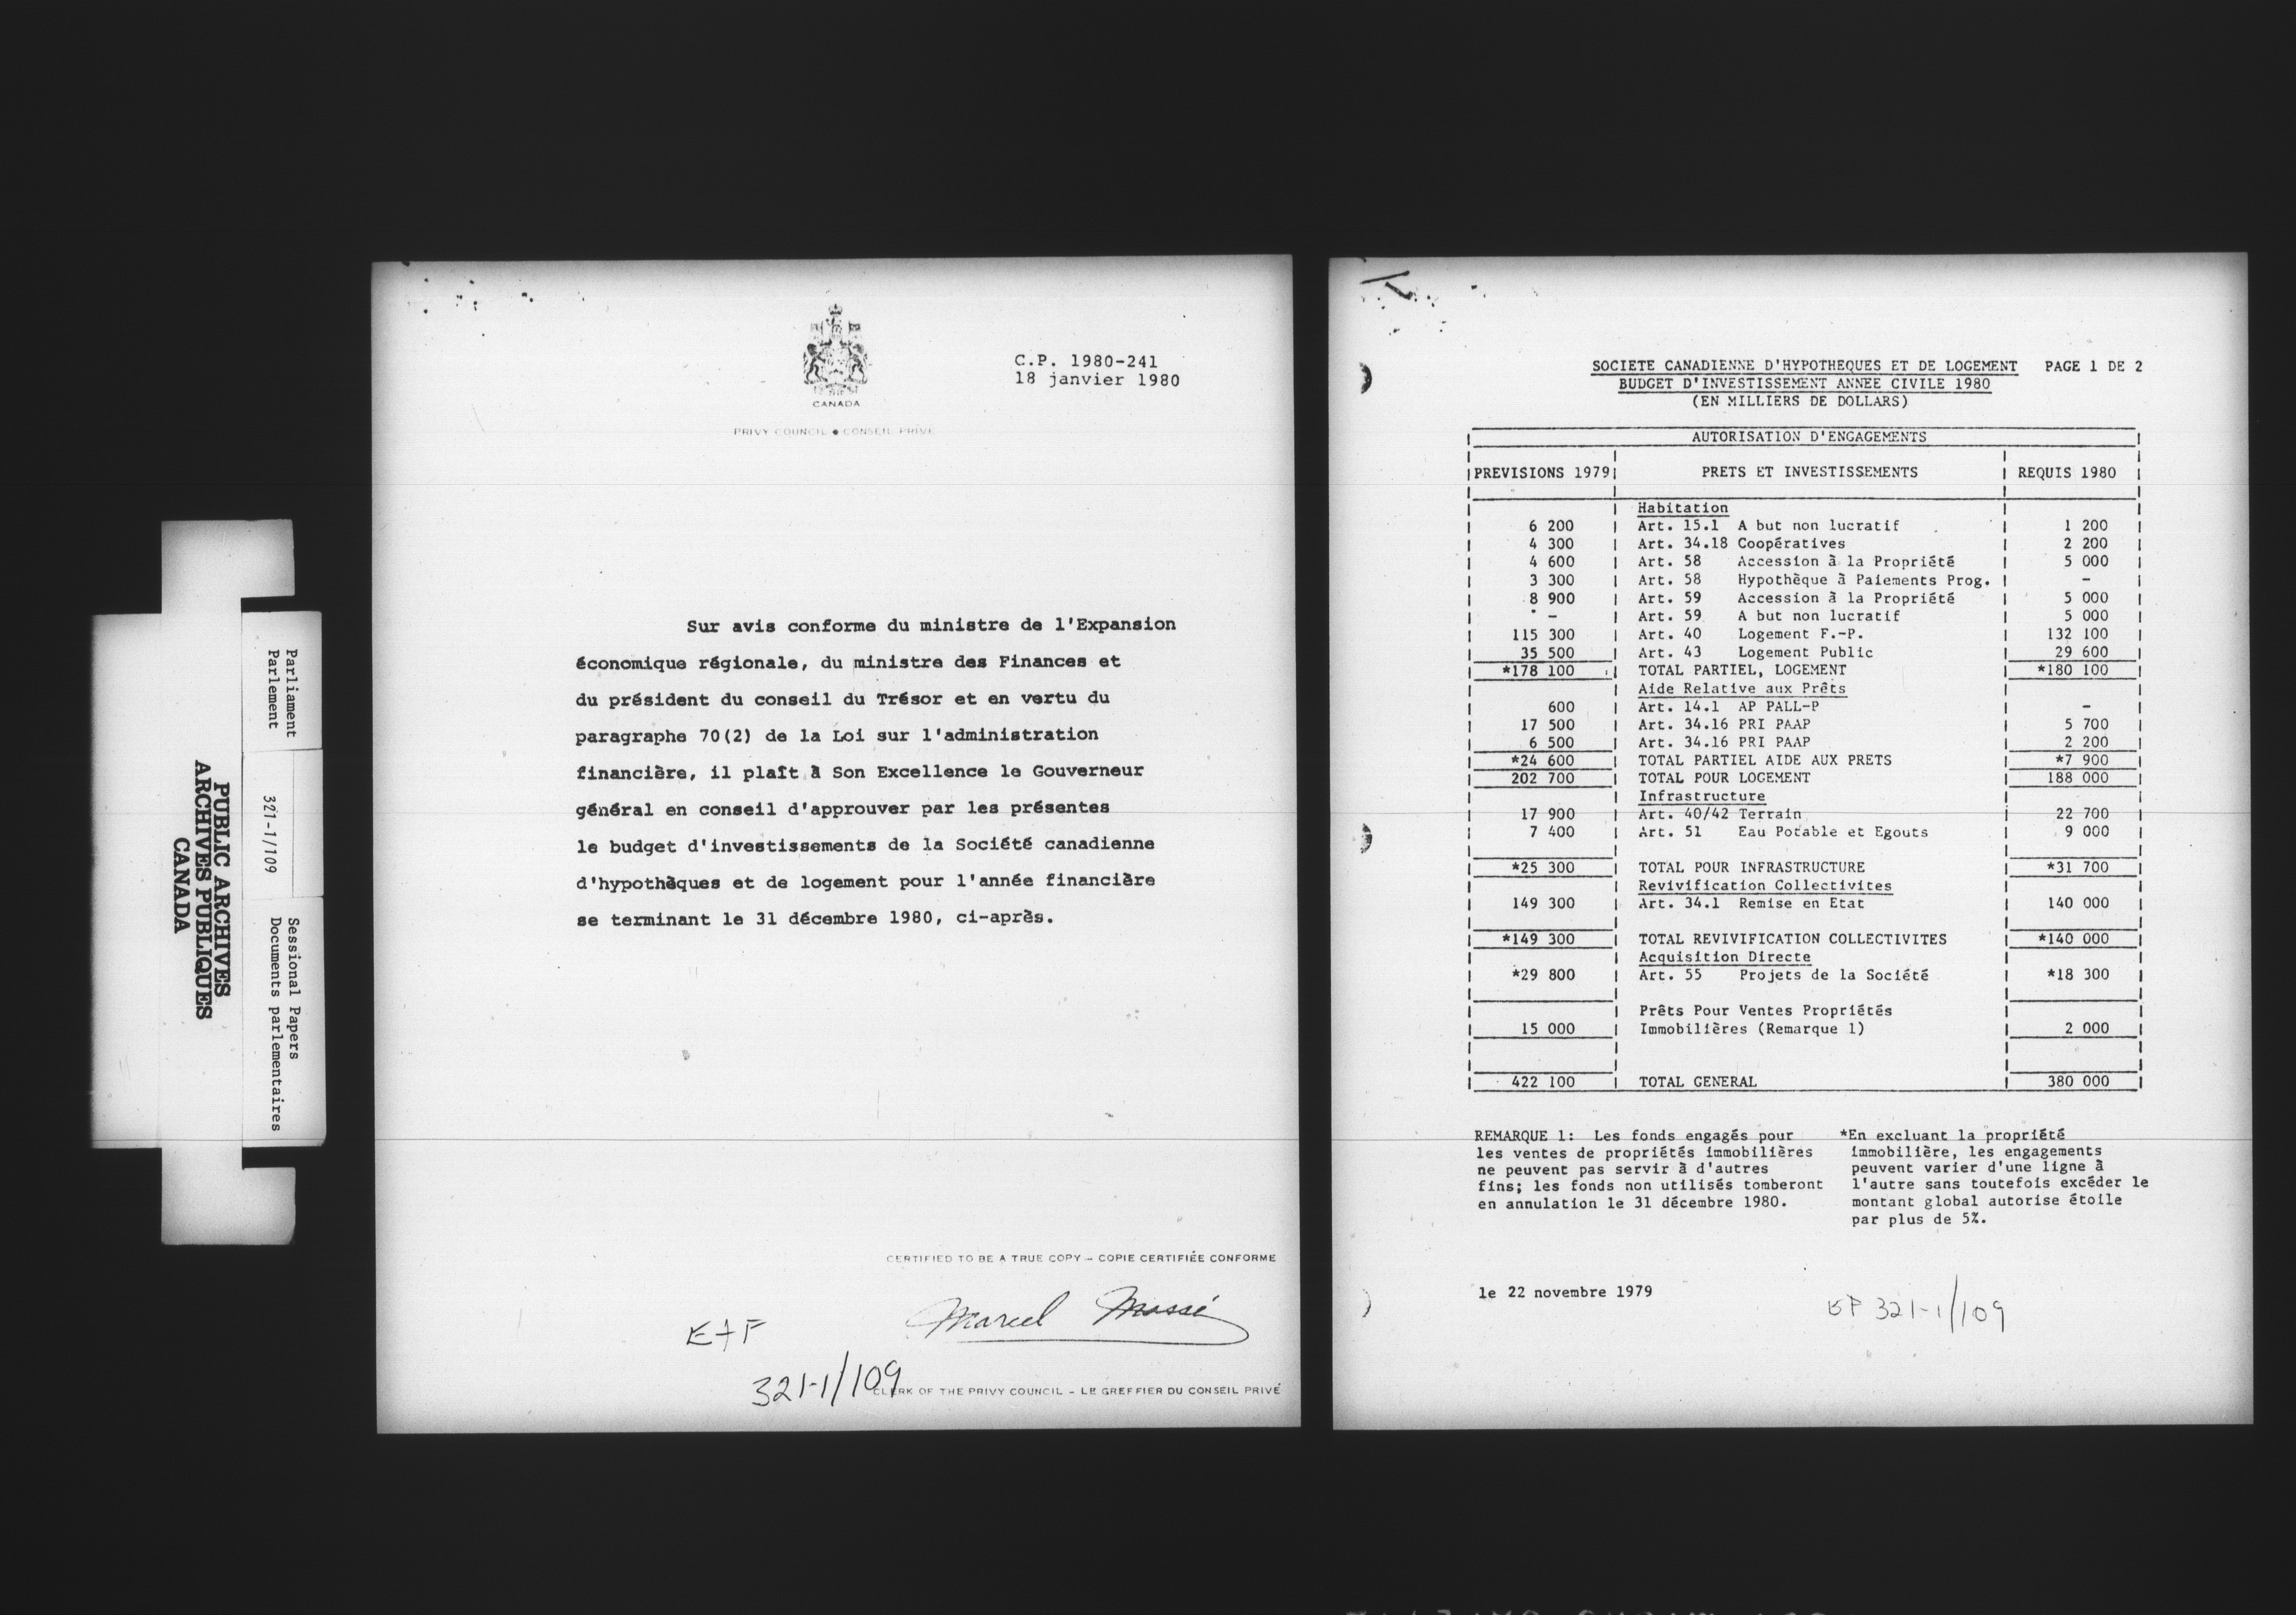 PUBLIC ARCHIVES
ARCHIVES PUBLIQUES
CANADA
Parliament
Parlement
321-1/109
Sessional Papers
Documents parlementaires
C.P. 1980-241
18 janvier 1980
CANADA
PRIVY COUNCIL • CONSEIL PRIVÉ
Sur avis conforme du ministre de l'Expansion
économique régionale, du ministre des Finances et
du président du conseil du Trésor et en vertu du
paragraphe 70(2) de la Loi sur l'administration
financière, il plaît à Son Excellence le Gouverneur
général en conseil d'approuver par les présentes
le budget d'investissements de la Société canadienne
d'hypothèques et de logement pour l'année financière
se terminant le 31 décembre 1980, ci-après.
CERTIFIED TO BE A TRUE COPY – COPIE CERTIFIÉE CONFORME
Marcel Massé
E+F
321-1/109
CLERK OF THE PRIVY COUNCIL – LE GREFFIER DU CONSEIL PRIVÉ
SOCIETE CANADIENNE D'HYPOTHEQUES ET DE LOGEMENT PAGE 1 DE 2
BUDGET D'INVESTISSEMENT ANNEE CIVILE 1980
(EN MILLIERS DE DOLLARS)
AUTORISATION D'ENGAGEMENTS
PREVISIONS 1979 PRETS ET INVESTISSEMENTS REQUIS 1980
Habitation
6 200 Art. 15.1 A but non lucratif 1 200
4 300 Art. 34.18 Coopératives 2 200
4 600 Art. 58 Accession à la Propriété 5 000
3 300 Art. 58 Hypothèque à Paiements Prog. -
8 900 Art. 59 Accession à la Propriété 5 000
- Art. 59 A but non lucratif 5 000
115 300 Art. 40 Logement F.-P. 132 100
35 500 Art. 43 Logement Public 29 600
*178 100 TOTAL PARTIEL, LOGEMENT *180 100
Aide Relative aux Prêts
600 Art. 14.1 AP PALL-P -
17 500 Art. 34.16 PRI PAAP 5 700
6 500 Art. 34.16 PRI PAAP 2 200
*24 600 TOTAL PARTIEL AIDE AUX PRETS *7 900
202 700 TOTAL POUR LOGEMENT 188 000
Infrastructure
17 900 Art. 40/42 Terrain 22 700
7 400 Art. 51 Eau Potable et Egouts 9 000
*25 300 TOTAL POUR INFRASTRUCTURE *31 700
Revivification Collectivites
149 300 Art. 34.1 Remise en Etat 140 000
*149 300 TOTAL REVIVIFICATION COLLECTIVITES *140 000
Acquisition Directe
*29 800 Art. 55 Projets de la Société *18 300
Prêts Pour Ventes Propriétés
15 000 Immobilières (Remarque 1) 2 000
422 100 TOTAL GENERAL 380 000
REMARQUE 1: Les fonds engagés pour
les ventes de propriétés immobilières
ne peuvent pas servir à d'autres
fins; les fonds non utilisés tomberont
en annulation le 31 décembre 1980.
*En excluant la propriété
immobilière, les engagements
peuvent varier d'une ligne à
l'autre sans toutefois excéder le
montant global autorise étoile
par plus de 5%.
le 22 novembre 1979
321-1/109